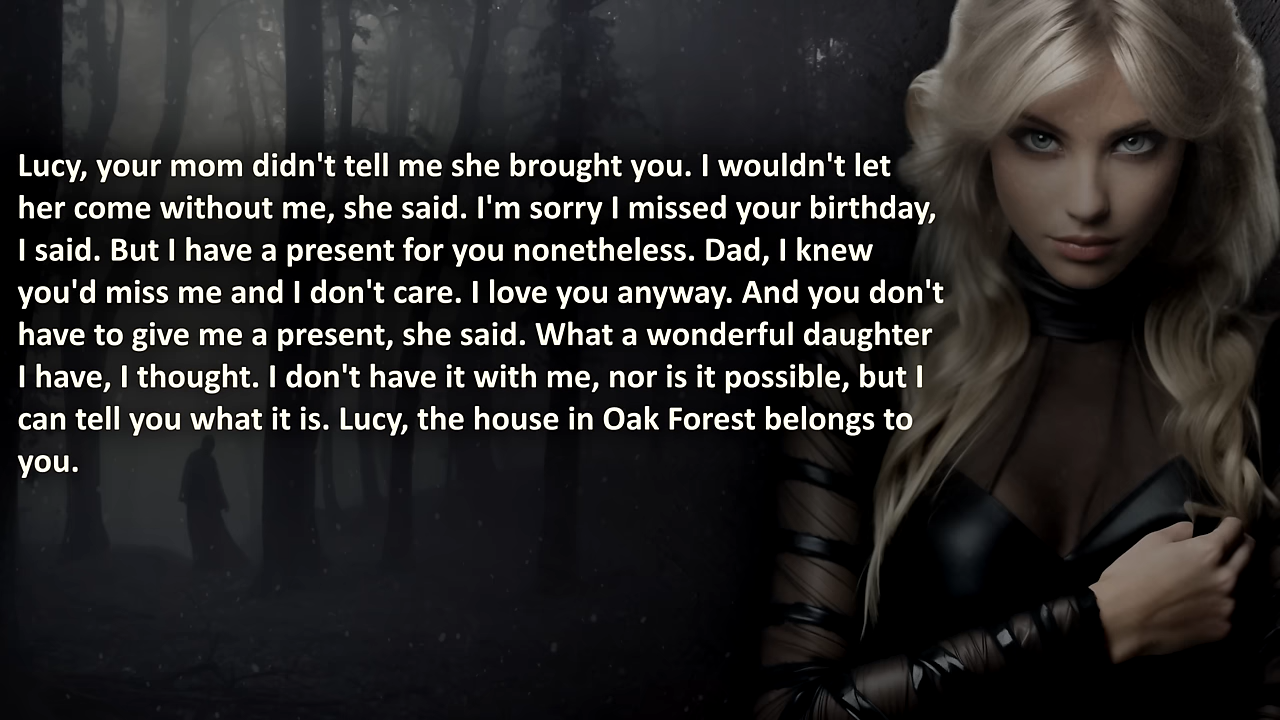 Lucy, your mom didn't tell me she brought you. I wouldn't let
her come without me, she said. I'm sorry I missed your birthday,
I said. But I have a present for you nonetheless. Dad, I knew
you'd miss me and I don't care. I love you anyway. And you don't
have to give me a present, she said. What a wonderful daughter
I have, I thought. I don't have it with me, nor is it possible, but I
can tell you what it is. Lucy, the house in Oak Forest belongs to
you.